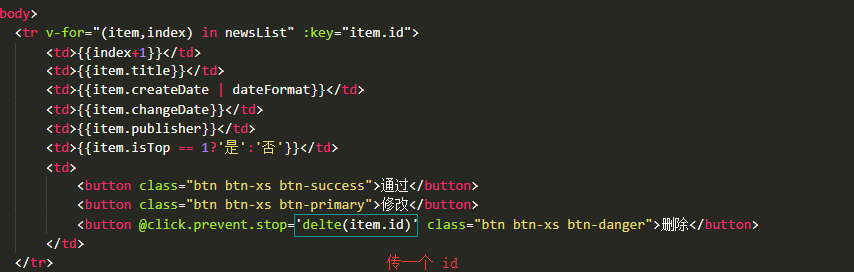 body>
<tr v-for="(item,index) in newsList" :key="item.id">
<td>{{index+1}}</td>
<td>{{item.title}}</td>
<td>{{item.createDate | dateFormat}}</td>
<td>{{item.changeDate}}</td>
<td>{{item.publisher}}</td>
<td>{{item.isTop == 1?'是':'否'}}</td>
<td>
<button class="btn btn-xs btn-success">通过</button>
<button class="btn btn-xs btn-primary">修改</button>
<button @click.prevent.stop='delte(item.id)' class="btn btn-xs btn-danger">删除</button>
</td>
传一个 id
</tr>